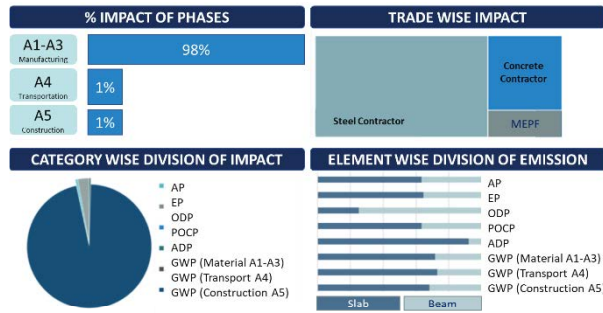 % IMPACT OF PHASES
A1-A3
Manufacturing
98%
A4
Transportation
1%
A5
Construction
1%
TRADE WISE IMPACT
Steel Contractor
Concrete
Contractor
MEPF
CATEGORY WISE DIVISION OF IMPACT
AP
EP
ODP
POCP
ADP
GWP (Material A1-A3)
GWP (Transport A4)
GWP (Construction A5)
ELEMENT WISE DIVISION OF EMISSION
AP
EP
ODP
POCP
ADP
GWP (Material A1-A3)
GWP (Transport A4)
GWP (Construction A5)
Slab
Beam